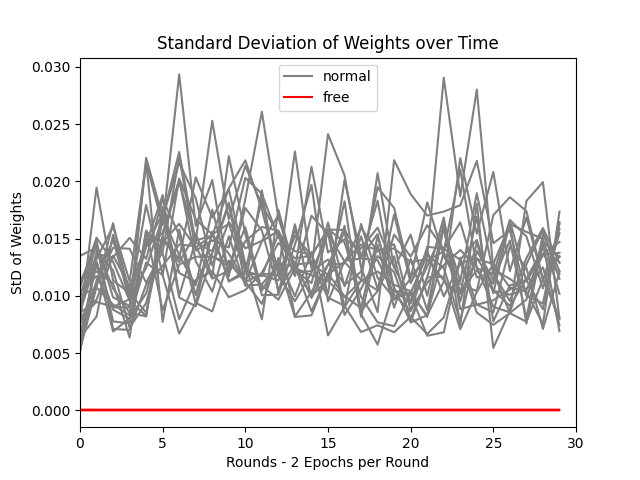 Standard Deviation of Weights over Time
normal
free
StD of Weights
0.030
0.025
0.020
0.015
0.010
0.005
0.000
0 5 10 15 20 25 30
Rounds - 2 Epochs per Round